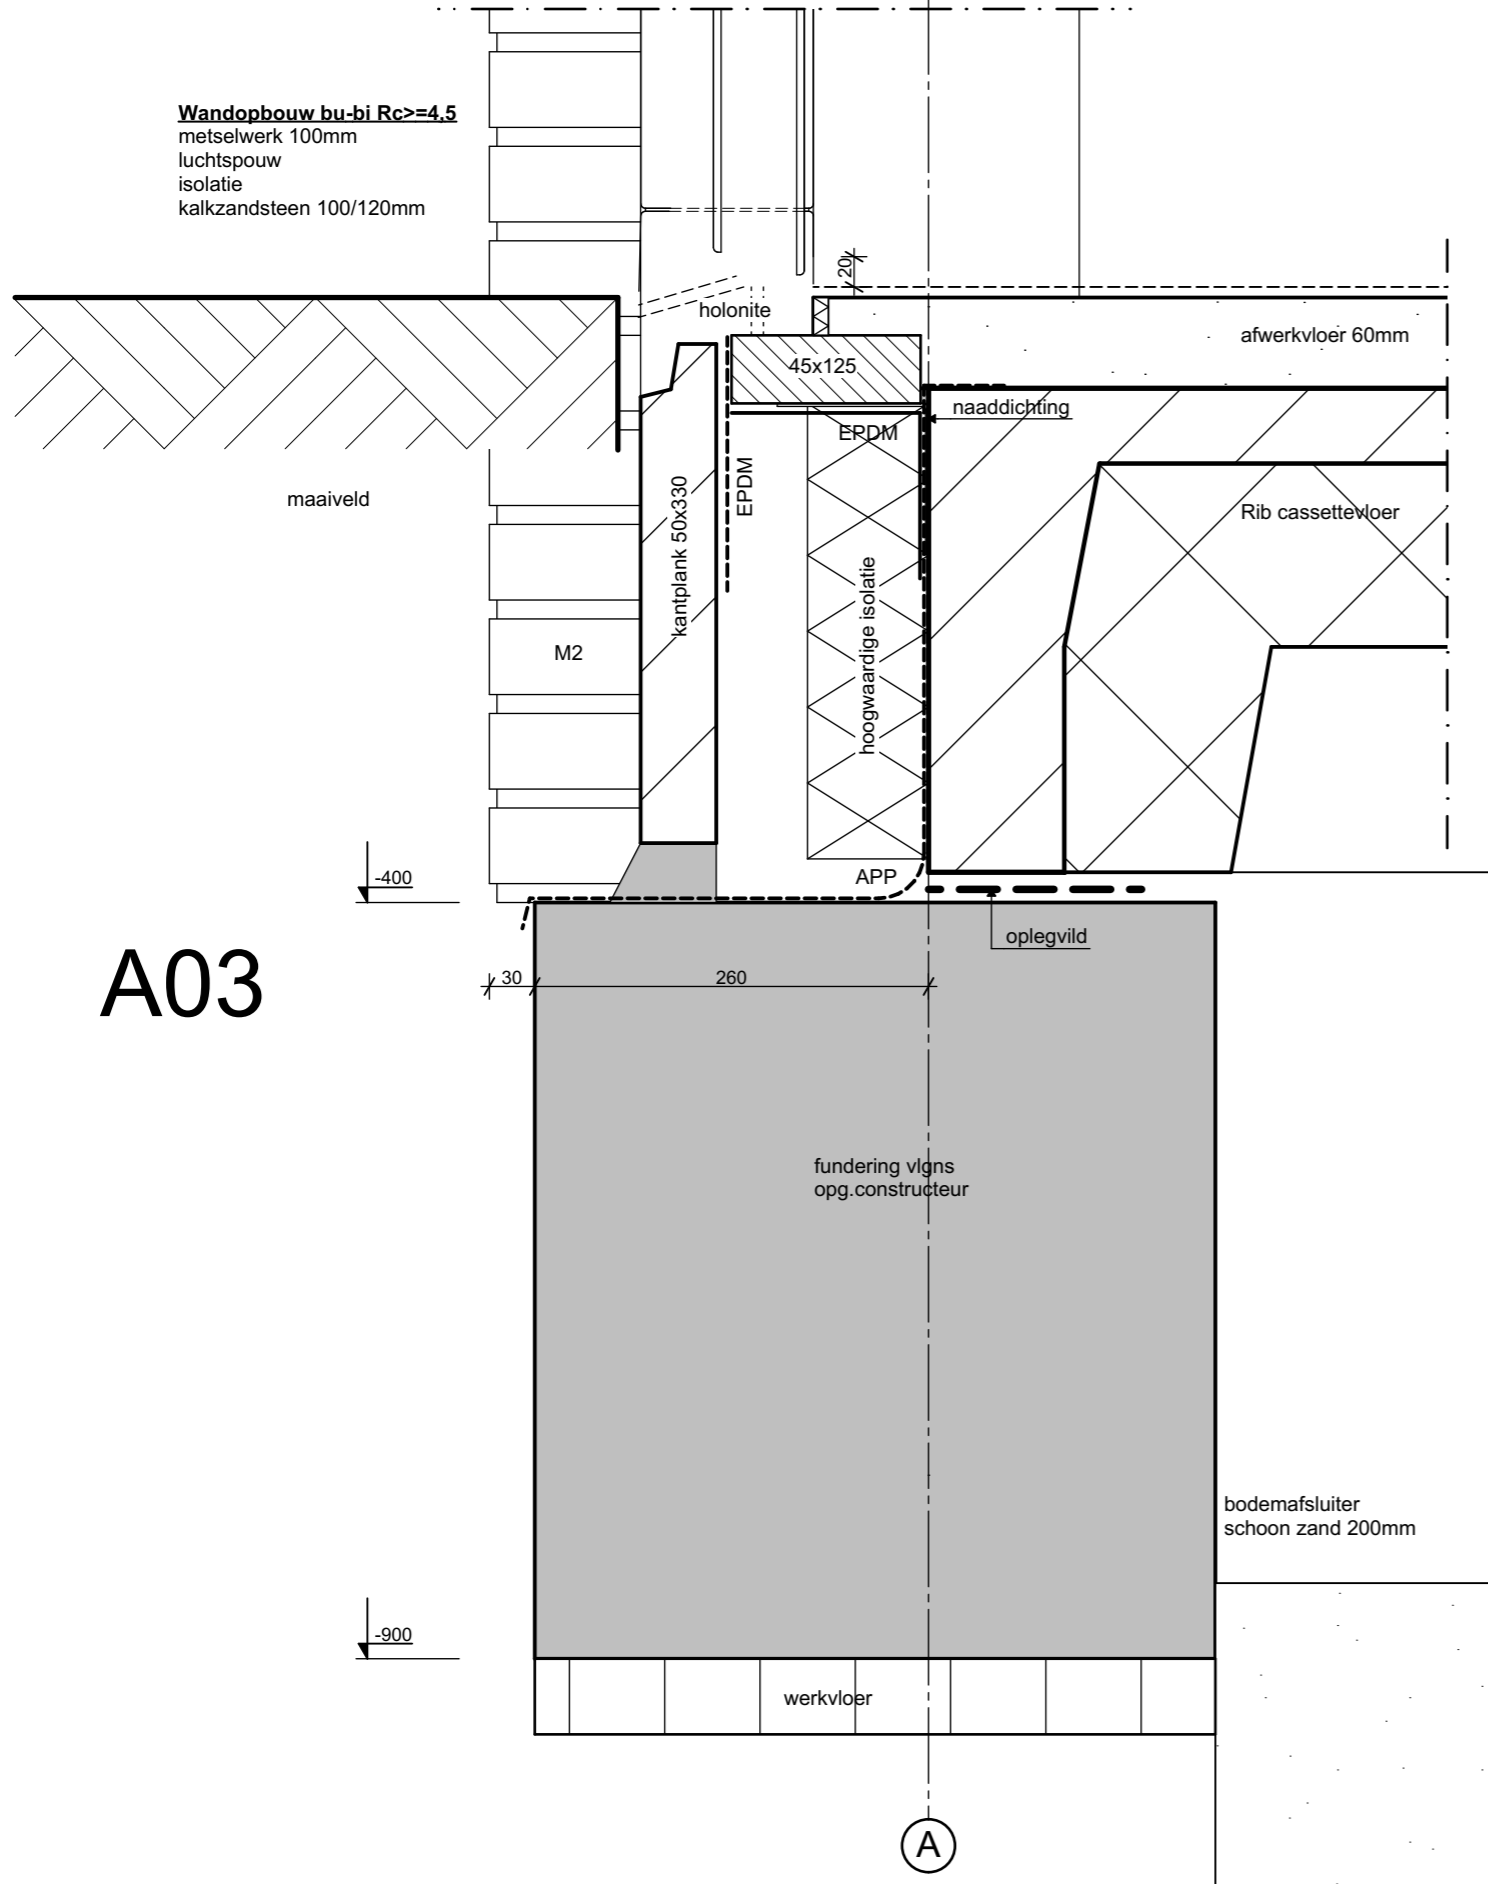 Wandopbouw bu-bi Rc>=4,5
metselwerk 100mm
luchtspouw
isolatie
kalkzandsteen 100/120mm
20
holonite
afwerkvloer 60mm
45x125
naaddichting
EPDM
EPDM
maaiveld
kantplank 50x330
Rib cassettevloer
hoogwaardige isolatie
M2
APP
-400
oplegvild
A03
30
260
fundering vlgns
opg.constructeur
bodemafsluiter
schoon zand 200mm
-900
werkvloer
A